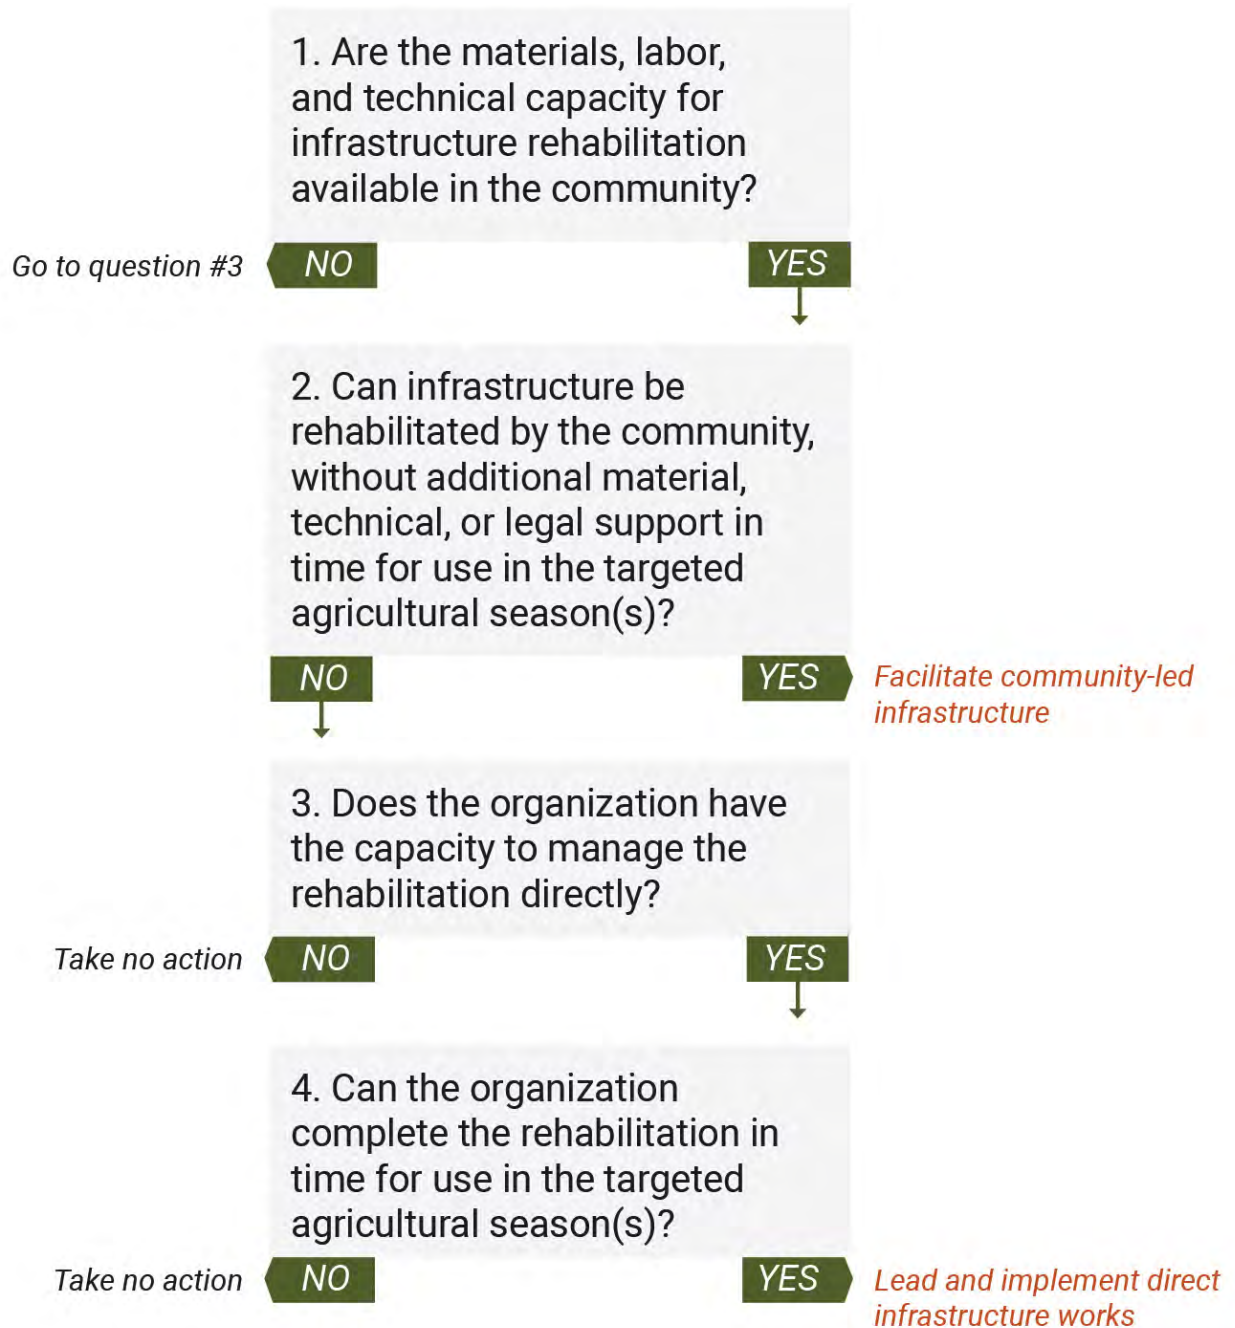 1. Are the materials, labor,
and technical capacity for
infrastructure rehabilitation
available in the community?
Go to question #3
NO
YES
2. Can infrastructure be
rehabilitated by the community,
without additional material,
technical, or legal support in
time for use in the targeted
agricultural season(s)?
NO
YES
Facilitate community-led
infrastructure
3. Does the organization have
the capacity to manage the
rehabilitation directly?
Take no action
NO
YES
4. Can the organization
complete the rehabilitation in
time for use in the targeted
agricultural season(s)?
Take no action
NO
YES
Lead and implement direct
infrastructure works